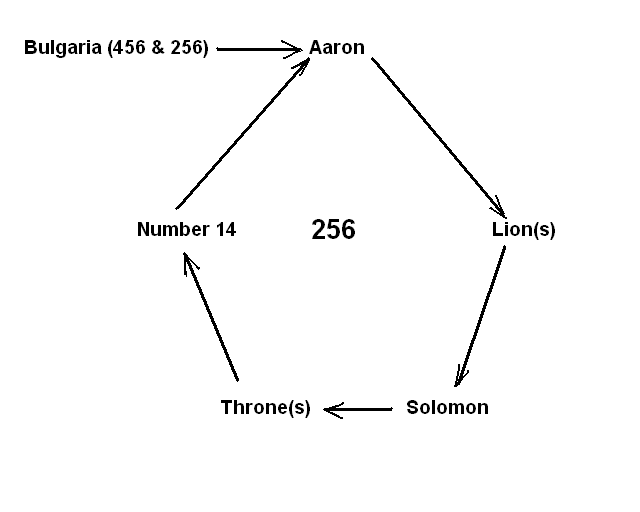 Bulgaria (456 & 256) Aaron
Number 14 256 Lion(s)
Throne(s) Solomon